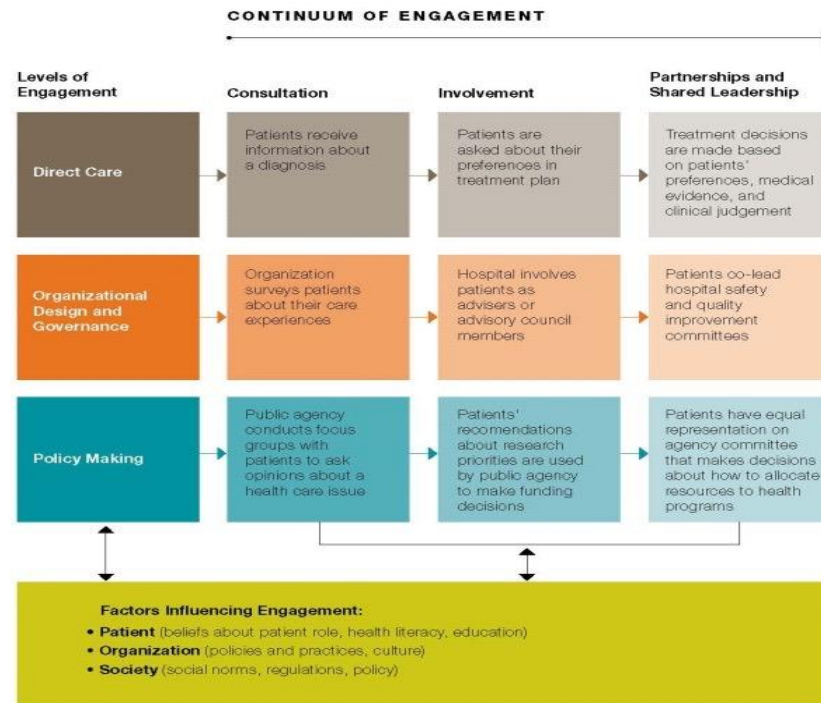 CONTINUUM OF ENGAGEMENT
Levels of
Engagement
Consultation
Involvement
Partnerships and
Shared Leadership
Direct Care
Patients receive
information about
a diagnosis
Patients are
asked about their
preferences in
treatment plan
Treatment decisions
are made based
on patients'
preferences, medical
evidence, and
clinical judgement
Organizational
Design and
Governance
Organization
surveys patients
about their care
experiences
Hospital involves
patients as
advisers or
advisory council
members
Patients co-lead
hospital safety
and quality
improvement
committees
Policy Making
Public agency
conducts focus
groups with
patients to ask
opinions about a
health care issue
Patients'
recomendations
about research
priorities are used
by public agency
to make funding
decisions
Patients have equal
representation on
agency committee
that makes decisions
about how to allocate
resources to health
programs
Factors Influencing Engagement:
• Patient (beliefs about patient role, health literacy, education)
• Organization (policies and practices, culture)
• Society (social norms, regulations, policy)